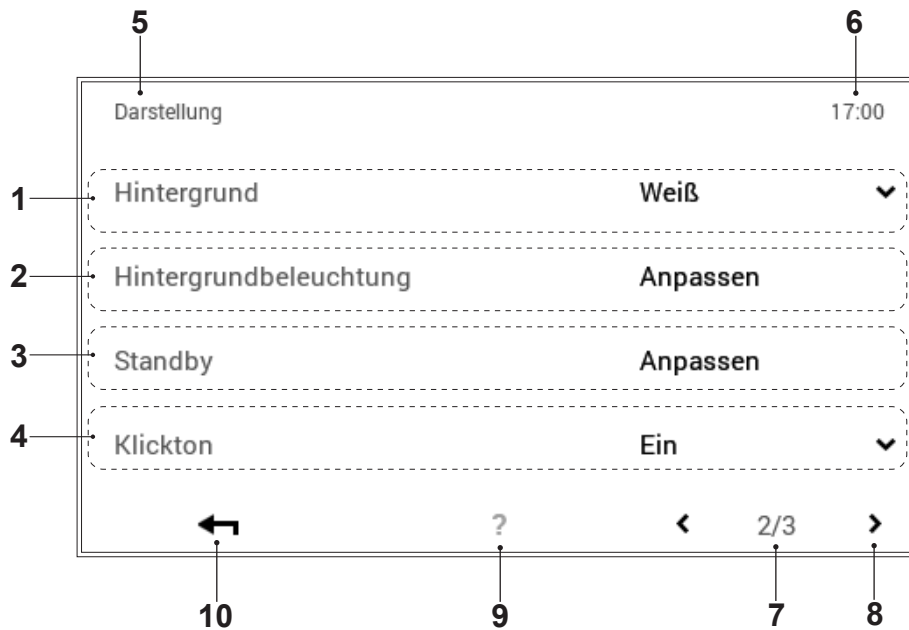 5 6
Darstellung 17:00
1 Hintergrund Weiß
2 Hintergrundbeleuchtung Anpassen
3 Standby Anpassen
4 Klickton Ein
? 2/3
10 9 7 8